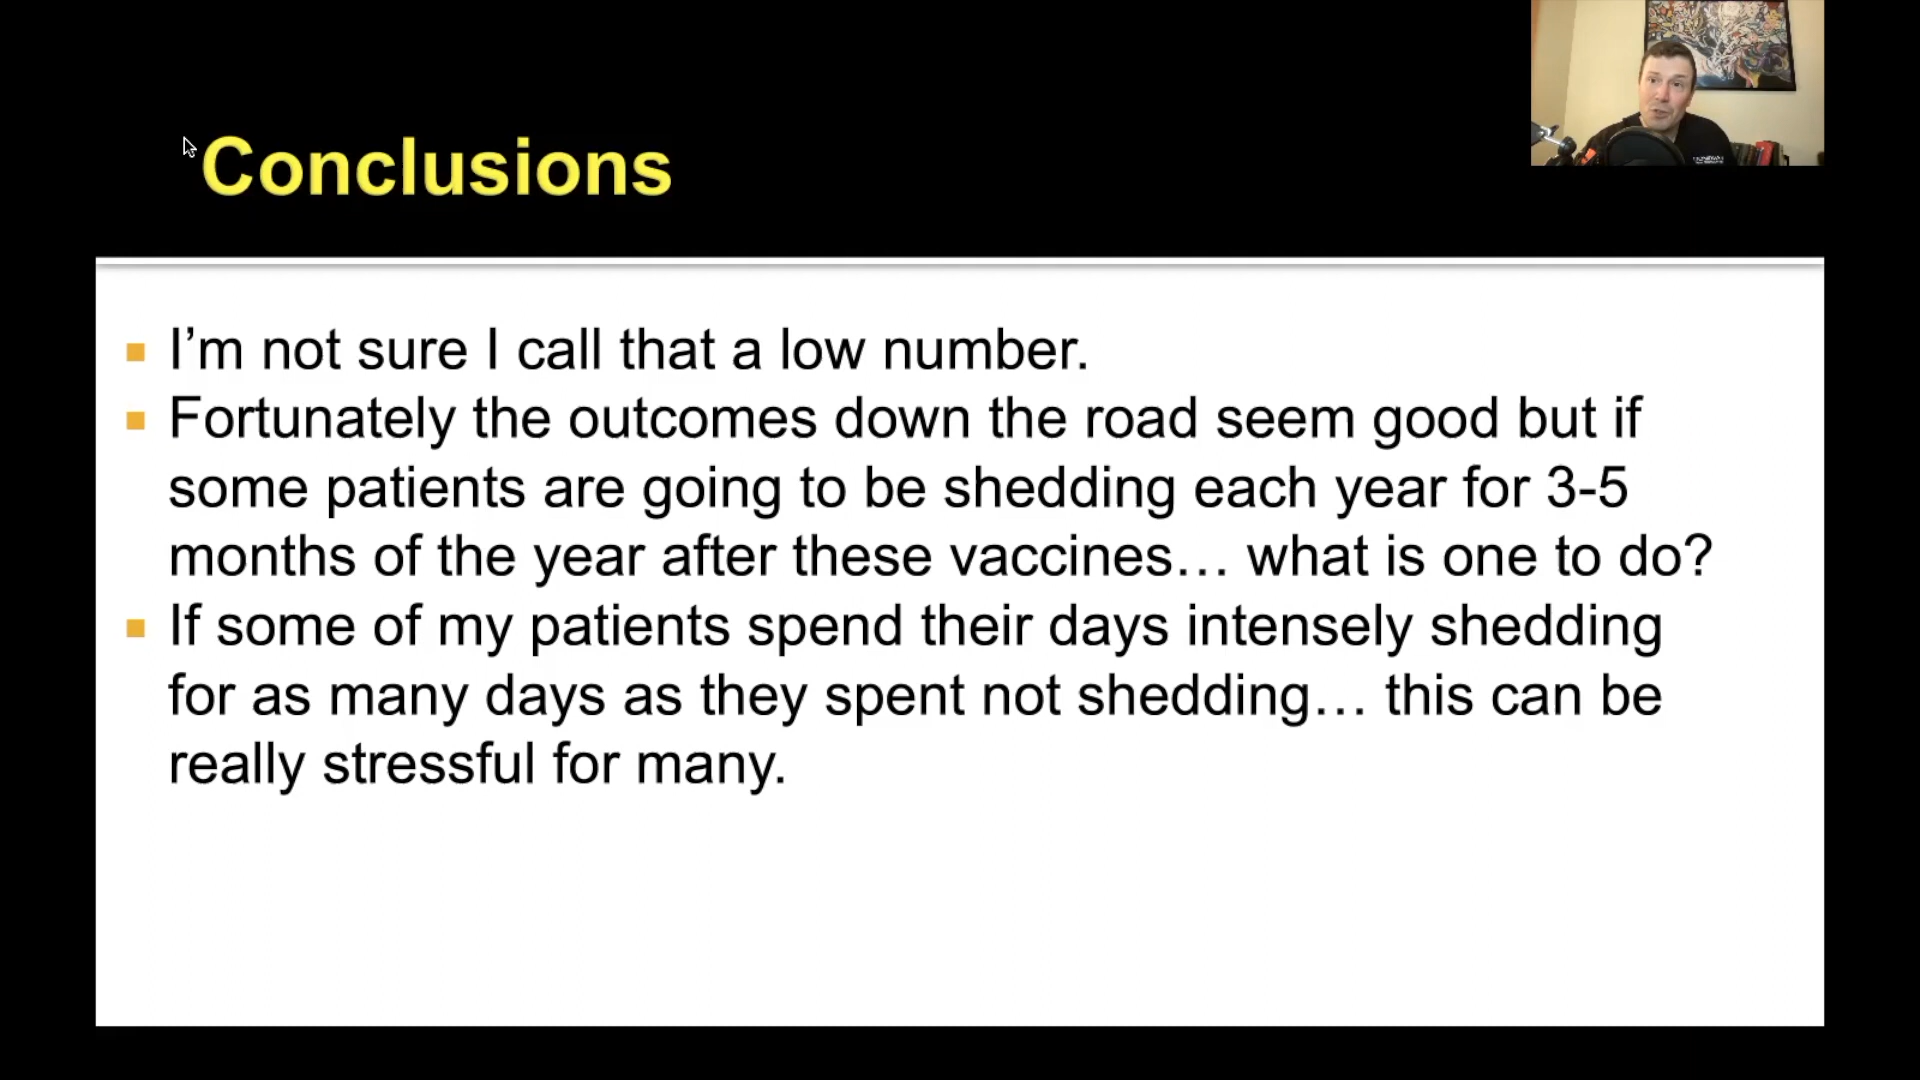 Conclusions
I’m not sure I call that a low number.
Fortunately the outcomes down the road seem good but if
some patients are going to be shedding each year for 3-5
months of the year after these vaccines… what is one to do?
If some of my patients spend their days intensely shedding
for as many days as they spent not shedding… this can be
really stressful for many.